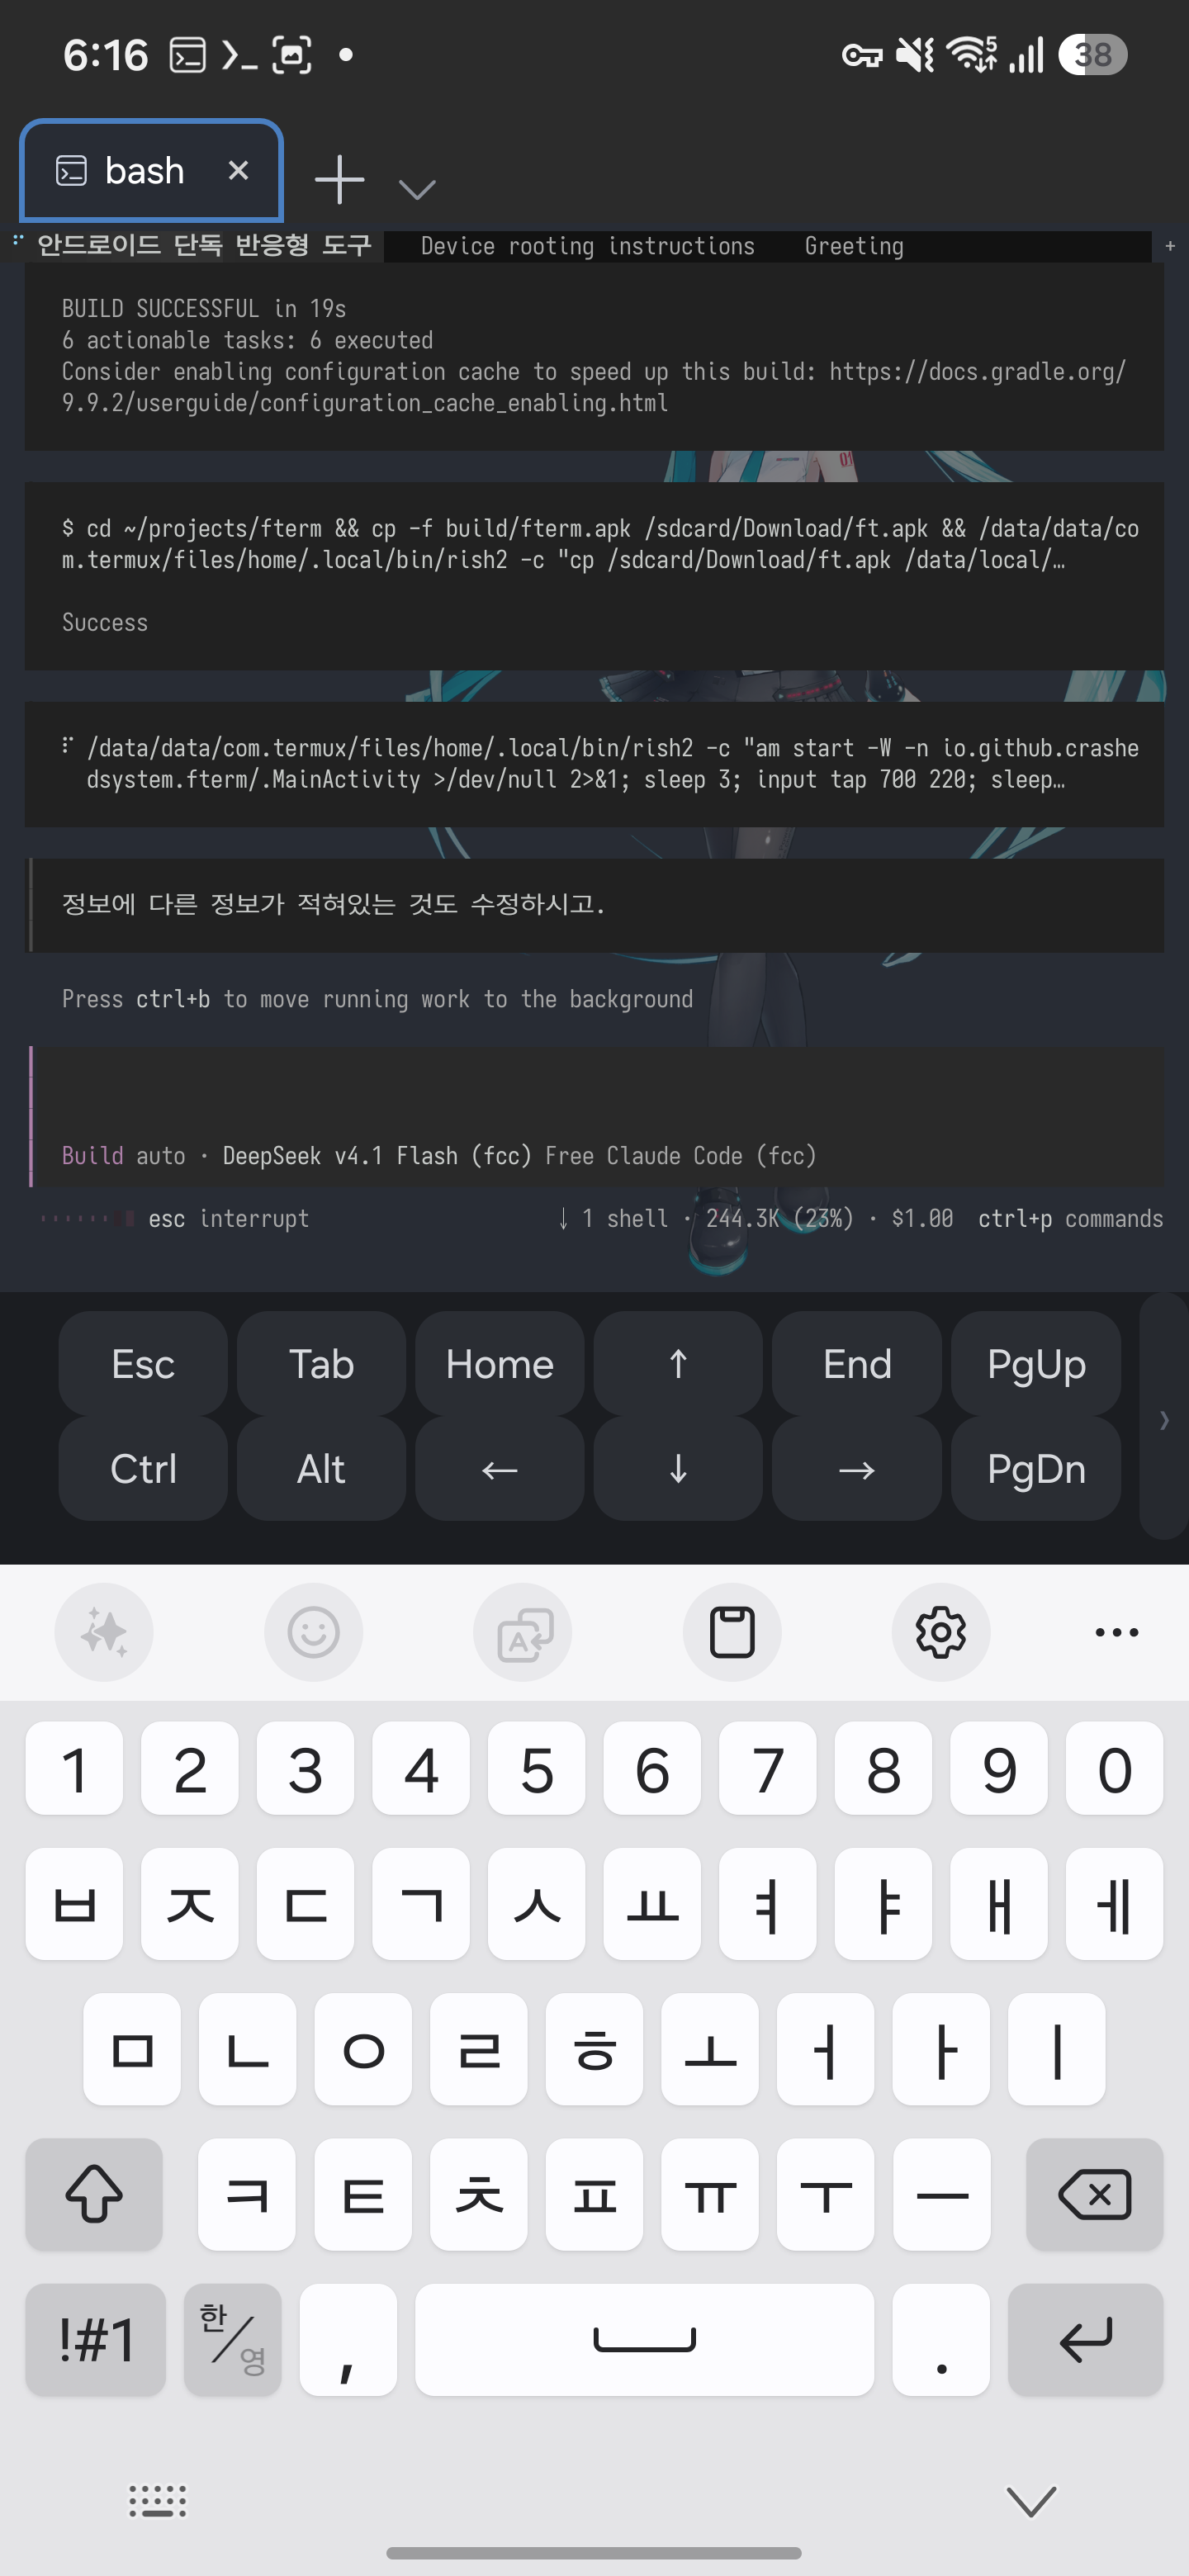 6:16
5
38
bash
안드로이드 단독 반응형 도구 Device rooting instructions Greeting +
BUILD SUCCESSFUL in 19s
6 actionable tasks: 6 executed
Consider enabling configuration cache to speed up this build: https://docs.gradle.org/
9.9.2/userguide/configuration_cache_enabling.html
01
$ cd ~/projects/fterm && cp -f build/fterm.apk /sdcard/Download/ft.apk && /data/data/co
m.termux/files/home/.local/bin/rish2 -c "cp /sdcard/Download/ft.apk /data/local/…
Success
/data/data/com.termux/files/home/.local/bin/rish2 -c "am start -W -n io.github.crashe
dsystem.fterm/.MainActivity >/dev/null 2>&1; sleep 3; input tap 700 220; sleep…
정보에 다른 정보가 적혀있는 것도 수정하시고.
Press ctrl+b to move running work to the background
Build auto · DeepSeek v4.1 Flash (fcc) Free Claude Code (fcc)
esc interrupt ↓ 1 shell · 244.3K (23%) · $1.00 ctrl+p commands
Esc Tab Home ↑ End PgUp
Ctrl Alt ← ↓ → PgDn
1 2 3 4 5 6 7 8 9 0
ㅂ ㅈ ㄷ ㄱ ㅅ ㅛ ㅕ ㅑ ㅐ ㅔ
ㅁ ㄴ ㅇ ㄹ ㅎ ㅗ ㅓ ㅏ ㅣ
ㅋ ㅌ ㅊ ㅍ ㅠ ㅜ ㅡ
!#1 한/영 , .